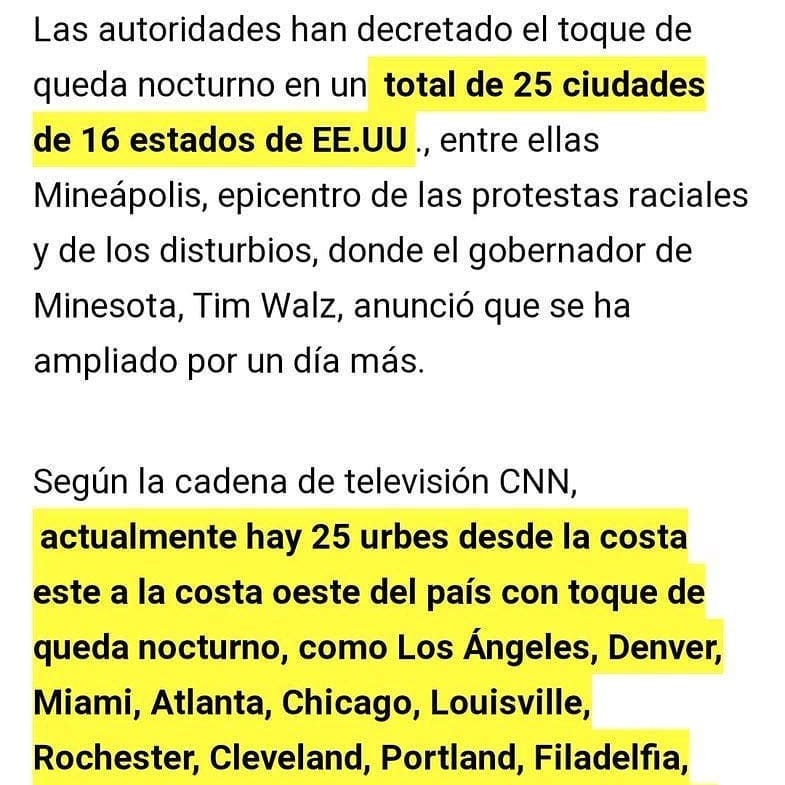 Las autoridades han decretado el toque de
queda nocturno en un total de 25 ciudades
de 16 estados de EE.UU ., entre ellas
Mineápolis, epicentro de las protestas raciales
y de los disturbios, donde el gobernador de
Minesota, Tim Walz, anunció que se ha
ampliado por un día más.
Según la cadena de televisión CNN,
actualmente hay 25 urbes desde la costa
este a la costa oeste del país con toque de
queda nocturno, como Los Ángeles, Denver,
Miami, Atlanta, Chicago, Louisville,
Rochester, Cleveland, Portland, Filadelfia,